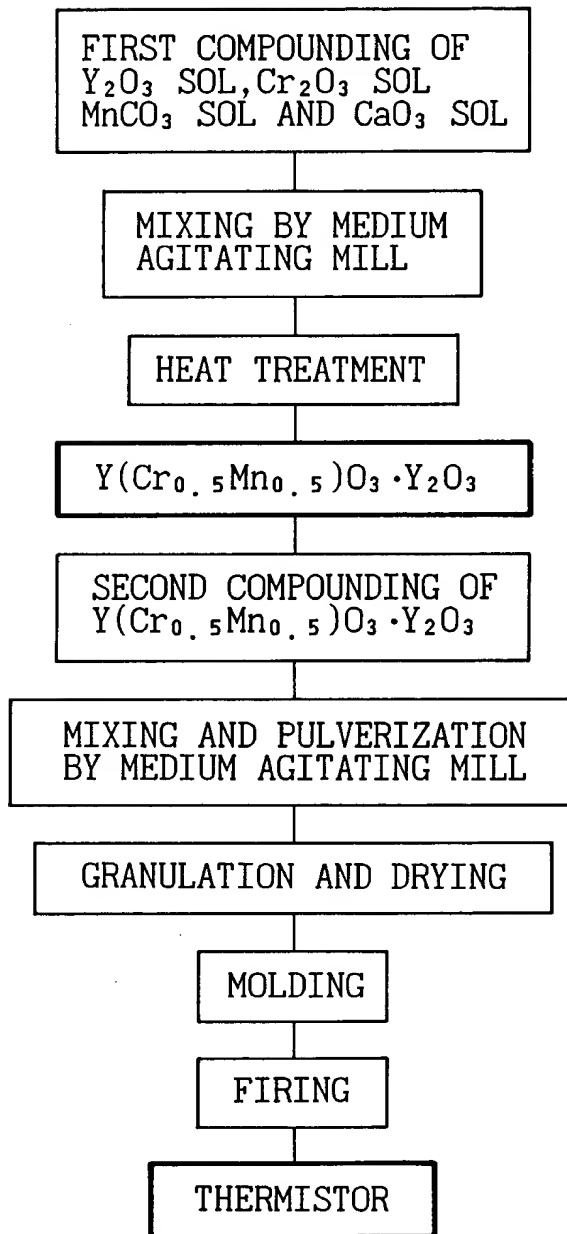 FIRST COMPOUNDING OF
Y₂O₃ SOL,Cr₂O₃ SOL
MnCO₃ SOL AND CaO₃ SOL
MIXING BY MEDIUM
AGITATING MILL
HEAT TREATMENT
Y(Cr₀.₅Mn₀.₅)O₃·Y₂O₃
SECOND COMPOUNDING OF
Y(Cr₀.₅Mn₀.₅)O₃·Y₂O₃
MIXING AND PULVERIZATION
BY MEDIUM AGITATING MILL
GRANULATION AND DRYING
MOLDING
FIRING
THERMISTOR